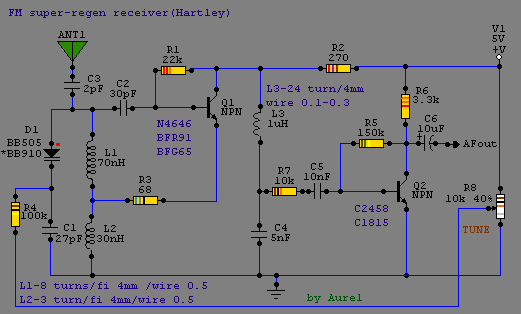 FM super-regen receiver(Hartley)
ANT1
V1
5V
+V
R1
22k
R2
270
C3
2pF
C2
30pF
L3-24 turn/4mm
wire 0.1-0.3
R6
3.3k
Q1
NPN
N4646
BFR91
BFG65
L3
1uH
R5
150k
C6
10uF
AFout
D1
BB505
*BB910
L1
70nH
R7
10k
C5
10nF
R3
68
Q2
NPN
R8
10k 40%
R4
100k
C1
27pF
L2
30nH
C4
5nF
C2458
C1815
TUNE
L1-8 turns/fi 4mm /wire 0.5
L2-3 turn/fi 4mm/wire 0.5
by Aurel